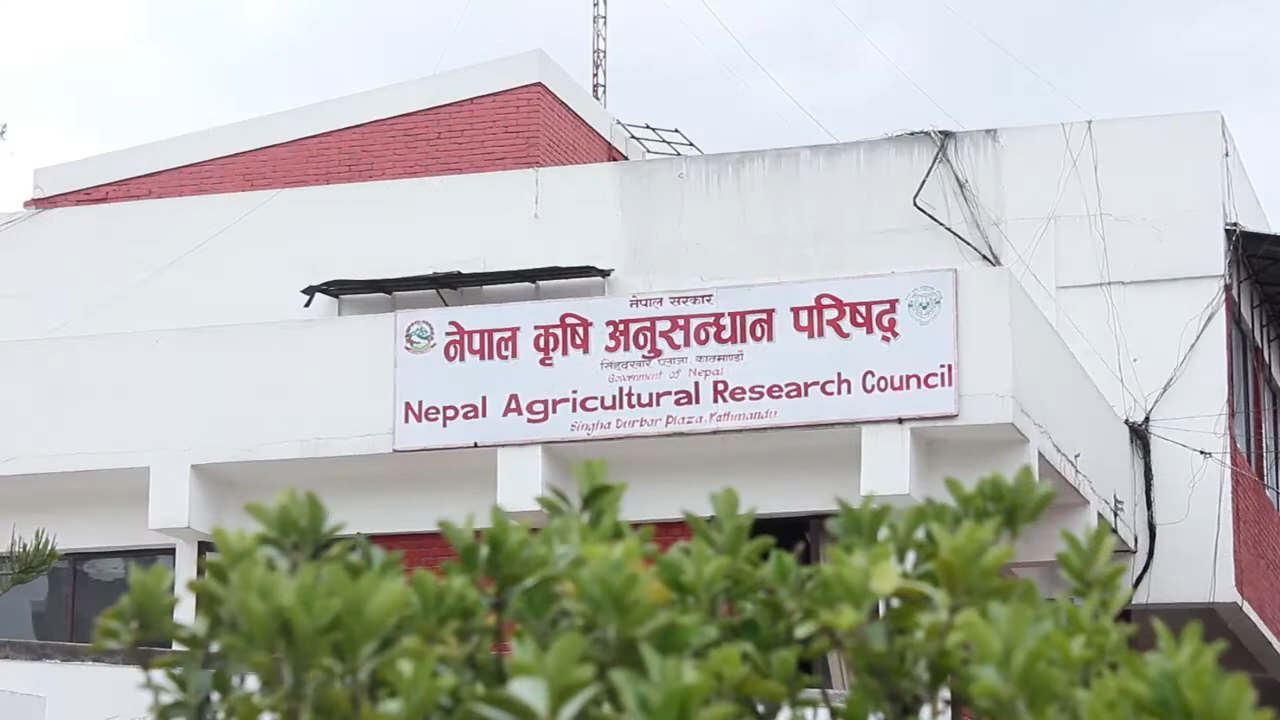 नेपाल सरकार
नेपाल कृषि अनुसन्धान परिषद्
सिंहदरबार प्लाजा, काठमाण्डौ
Government of Nepal
Nepal Agricultural Research Council
Singha Durbar Plaza, Kathmandu